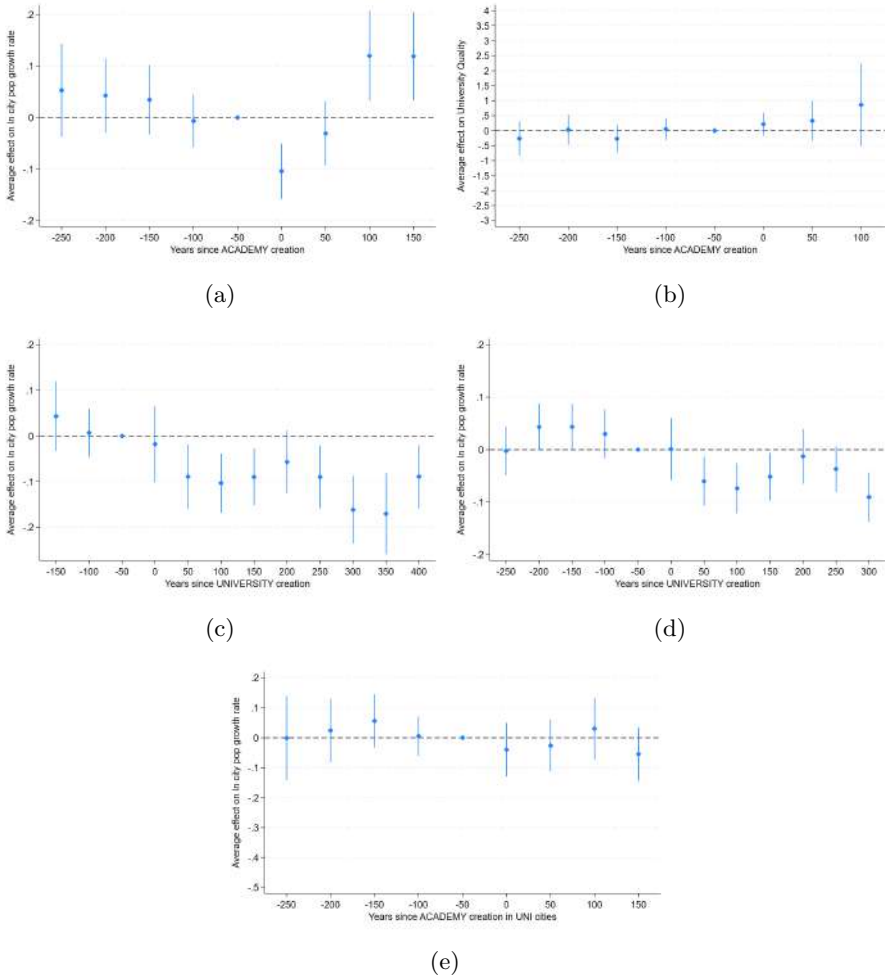 Average effect on ln city pop growth rate
.2
.1
0
-.1
-.2
-250 -200 -150 -100 -50 0 50 100 150
Years since ACADEMY creation
(a)
Average effect on University Quality
4
3.5
3
2.5
2
1.5
1
.5
0
-.5
-1
-1.5
-2
-2.5
-3
-250 -200 -150 -100 -50 0 50 100
Years since ACADEMY creation
(b)
Average effect on ln city pop growth rate
.2
.1
0
-.1
-.2
-150 -100 -50 0 50 100 150 200 250 300 350 400
Years since UNIVERSITY creation
(c)
Average effect on ln city pop growth rate
.2
.1
0
-.1
-.2
-250 -200 -150 -100 -50 0 50 100 150 200 250 300
Years since UNIVERSITY creation
(d)
Average effect on ln city pop growth rate
.2
.1
0
-.1
-.2
-.3
-.4
-.5
-250 -200 -150 -100 -50 0 50 100 150
Years since ACADEMY creation in UNI cities
(e)